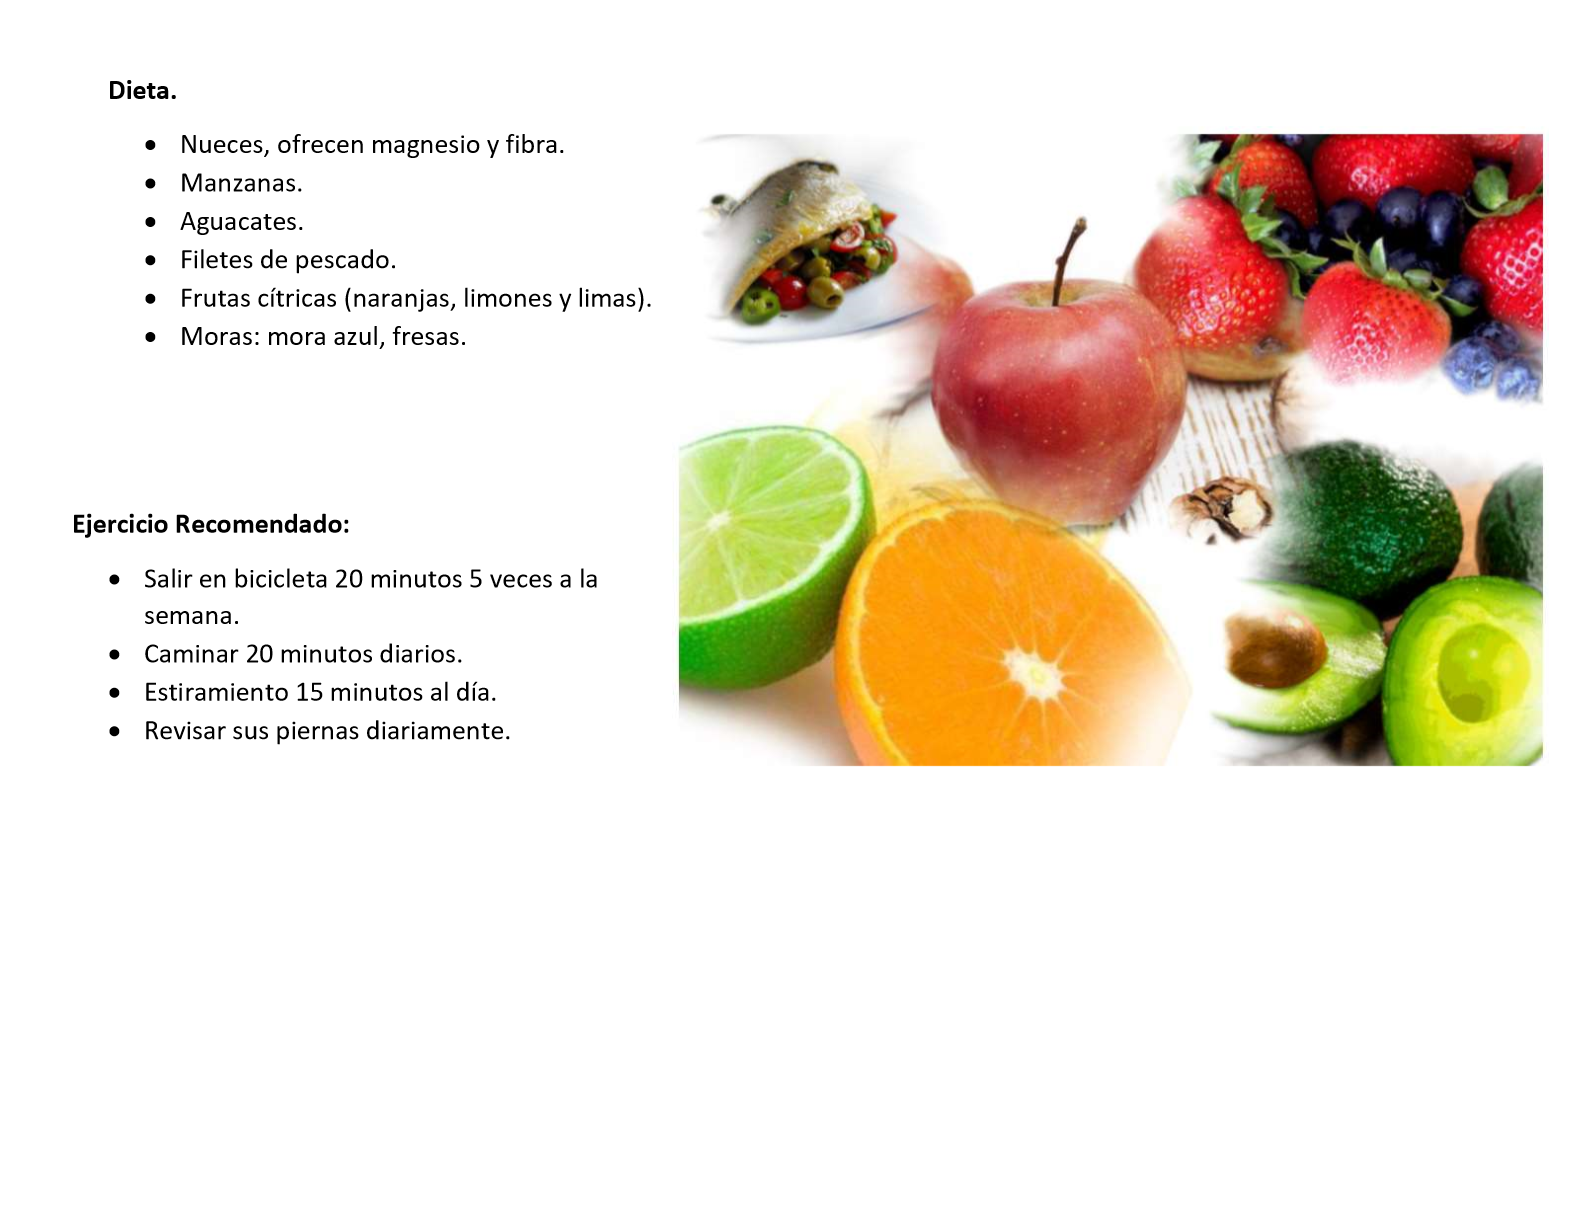 Dieta.
• Nueces, ofrecen magnesio y fibra.
• Manzanas.
• Aguacates.
• Filetes de pescado.
• Frutas cítricas (naranjas, limones y limas).
• Moras: mora azul, fresas.
Ejercicio Recomendado:
• Salir en bicicleta 20 minutos 5 veces a la
semana.
• Caminar 20 minutos diarios.
• Estiramiento 15 minutos al día.
• Revisar sus piernas diariamente.